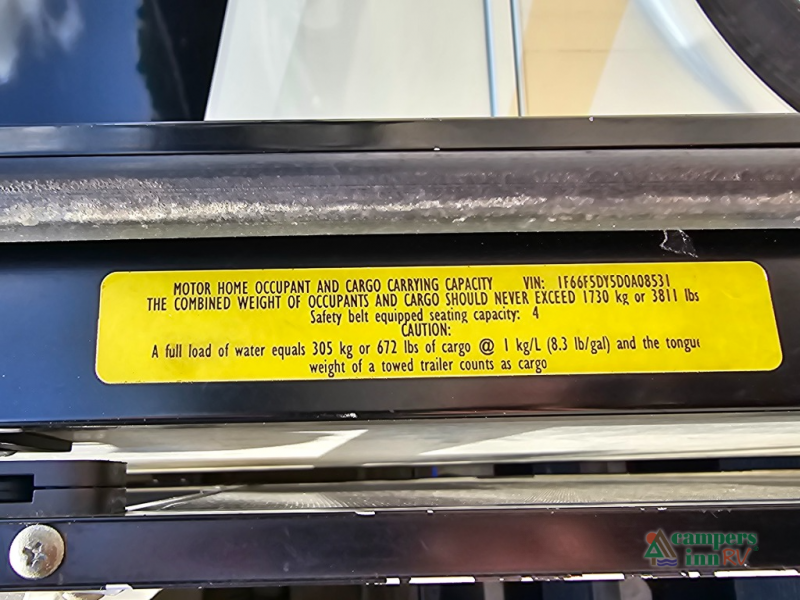 MOTOR HOME OCCUPANT AND CARGO CARRYING CAPACITY VIN: 1F66F5DY5D0A08531
THE COMBINED WEIGHT OF OCCUPANTS AND CARGO SHOULD NEVER EXCEED 1730 kg or 3811 lbs
Safety belt equipped seating capacity: 4
CAUTION:
A full load of water equals 305 kg or 672 lbs of cargo @ 1 kg/L (8.3 lb/gal) and the tongue
weight of a towed trailer counts as cargo
campers
inn RV